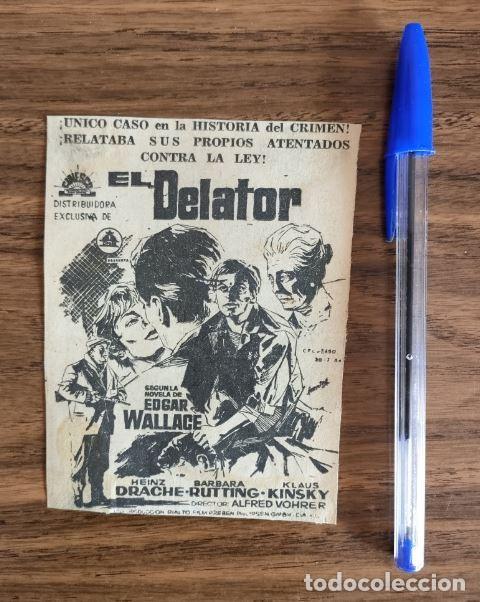 ¡UNICO CASO en la HISTORIA del CRIMEN!
¡RELATABA SUS PROPIOS ATENTADOS
CONTRA LA LEY!
EL Delator
DISTRIBUIDORA
EXCLUSIVA DE
PRESENTA
SEGUN LA
NOVELA DE
EDGAR
WALLACE
HEINZ BARBARA KLAUS
DRACHE-RUTTING-KINSKY
DIRECTOR: ALFRED VOHRER
todocoleccion